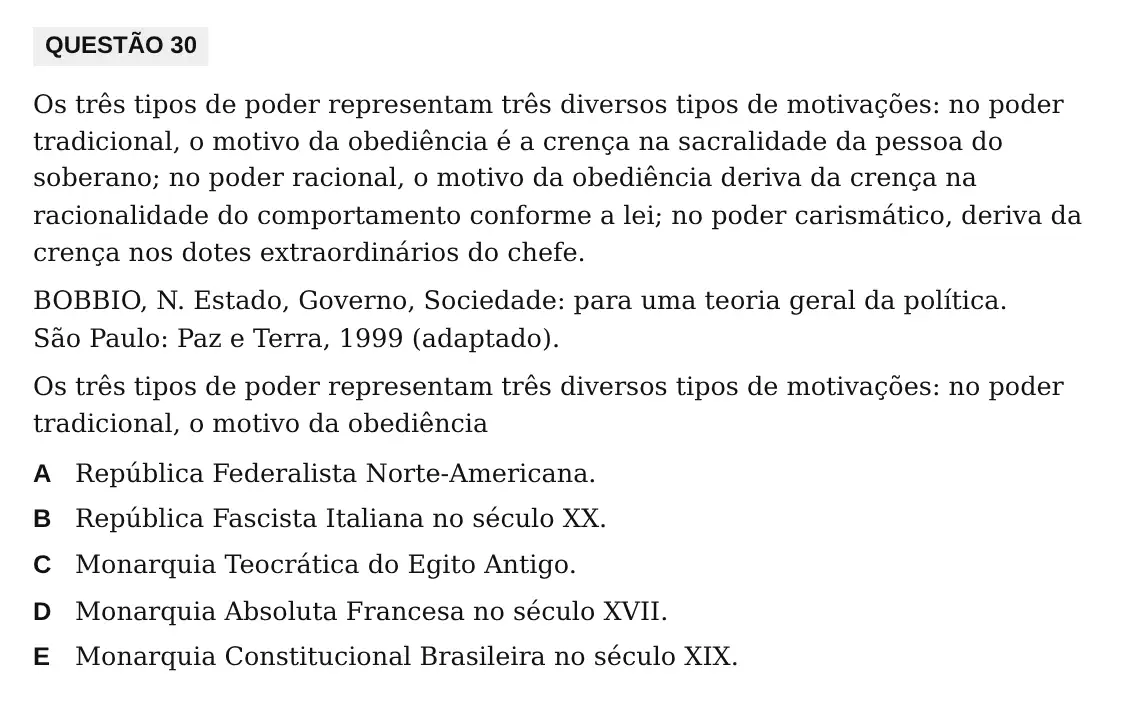 QUESTÃO 30
Os três tipos de poder representam três diversos tipos de motivações: no poder
tradicional, o motivo da obediência é a crença na sacralidade da pessoa do
soberano; no poder racional, o motivo da obediência deriva da crença na
racionalidade do comportamento conforme a lei; no poder carismático, deriva da
crença nos dotes extraordinários do chefe.
BOBBIO, N. Estado, Governo, Sociedade: para uma teoria geral da política.
São Paulo: Paz e Terra, 1999 (adaptado).
Os três tipos de poder representam três diversos tipos de motivações: no poder
tradicional, o motivo da obediência
A República Federalista Norte-Americana.
B República Fascista Italiana no século XX.
C Monarquia Teocrática do Egito Antigo.
D Monarquia Absoluta Francesa no século XVII.
E Monarquia Constitucional Brasileira no século XIX.